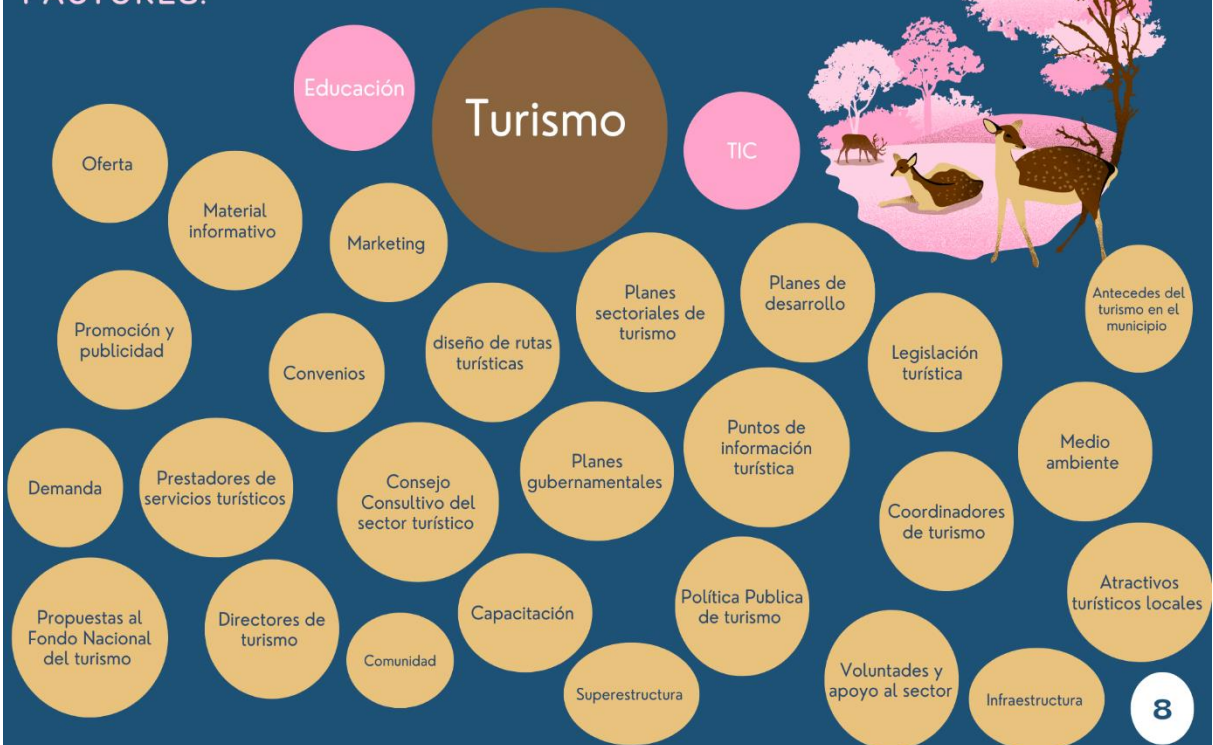 FACTORES:
Educación
Turismo
TIC
Oferta
Material
informativo
Marketing
Planes
sectoriales de
turismo
Planes de
desarrollo
Antecedes del
turismo en el
municipio
Promoción y
publicidad
Convenios
diseño de rutas
turísticas
Legislación
turística
Demanda
Prestadores de
servicios turísticos
Consejo
Consultivo del
sector turístico
Planes
gubernamentales
Puntos de
información
turística
Coordinadores
de turismo
Medio
ambiente
Propuestas al
Fondo Nacional
del turismo
Directores de
turismo
Comunidad
Capacitación
Superestructura
Política Publica
de turismo
Voluntades y
apoyo al sector
Infraestructura
Atractivos
turísticos locales
8